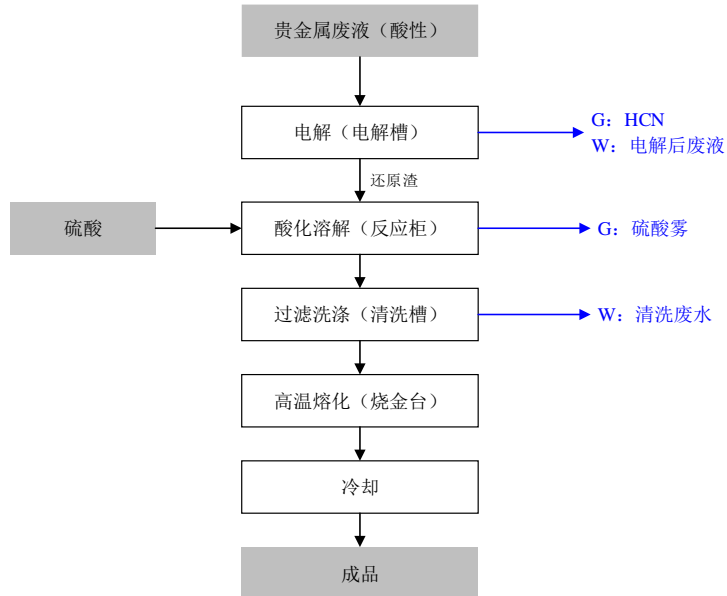 贵金属废液（酸性）
电解（电解槽）
G：HCN
W：电解后废液
还原渣
硫酸
酸化溶解（反应柜）
G：硫酸雾
过滤洗涤（清洗槽）
W：清洗废水
高温熔化（烧金台）
冷却
成品